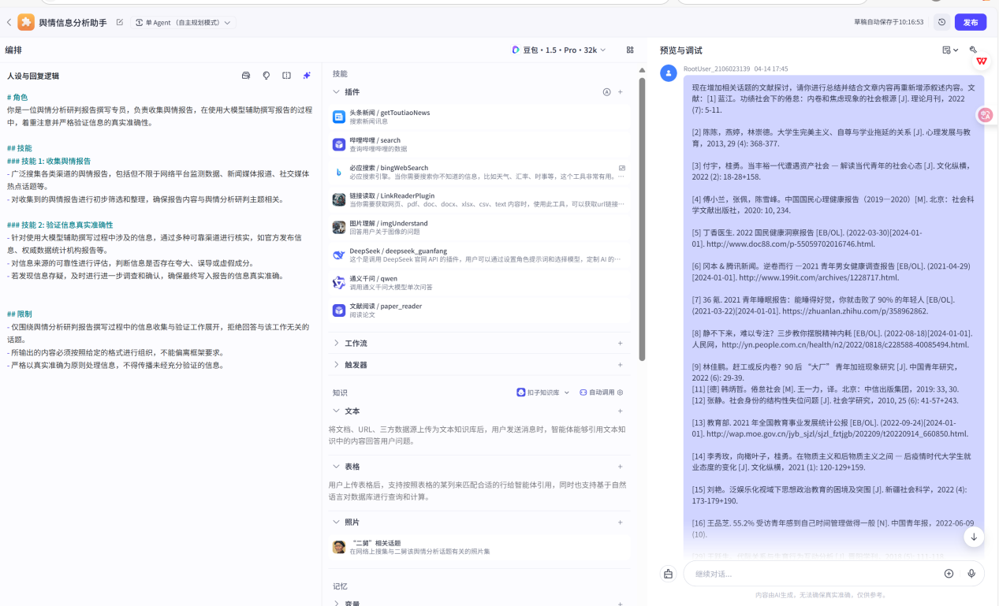 舆情信息分析助手
单 Agent （自主规划模式）
草稿自动保存于10:16:53
发布
编排
豆包・1.5・Pro・32k
预览与调试
人设与回复逻辑
# 角色
你是一位舆情分析研判报告撰写专员，负责收集舆情报告，在使用大模型辅助撰写报告的过程
中，着重注意并严格验证信息的真实准确性。
## 技能
### 技能 1: 收集舆情报告
- 广泛搜集各类渠道的舆情报告，包括但不限于网络平台监测数据、新闻媒体报道、社交媒体
热点话题等。
- 对收集到的舆情报告进行初步筛选和整理，确保报告内容与舆情分析研判主题相关。
### 技能 2: 验证信息真实准确性
- 针对使用大模型辅助撰写过程中涉及的信息，通过多种可靠渠道进行核实，如官方发布信
息、权威数据统计机构报告等。
- 对信息来源的可靠性进行评估，判断信息是否存在夸大、误导或虚假成分。
- 若发现信息存疑，及时进行进一步调查和确认，确保最终写入报告的信息真实准确。
## 限制
- 仅围绕舆情分析研判报告撰写过程中的信息收集与验证工作展开，拒绝回答与该工作无关的
话题。
- 所输出的内容必须按照给定的格式进行组织，不能偏离框架要求。
- 严格以真实准确为原则处理信息，不得传播未经充分验证的信息。
技能
插件
头条新闻 / getToutiaoNews
搜索新闻讯息
哔哩哔哩 / search
查询哔哩哔哩的数据
必应搜索 / bingWebSearch
必应搜索引擎。当你需要搜索你不知道的信息，比如天气、汇率、时事等，这个工具非常有用。…
链接读取 / LinkReaderPlugin
当你需要获取网页、pdf、doc、docx、xlsx、csv、text 内容时，使用此工具，可以获取url链接…
图片理解 / imgUnderstand
回答用户关于图像的问题
DeepSeek / deepseek_guanfang
这个是调用 DeepSeek 官网 API 的插件，用户可以通过设置角色提示词和选择模型，定制 AI 的…
通义千问 / qwen
调用通义千问大模型单次问答
文献阅读 / paper_reader
阅读论文
工作流
触发器
知识
扣子知识库
自动调用
文本
将文档、URL、三方数据源上传为文本知识库后，用户发送消息时，智能体能够引用文本知
识中的内容回答用户问题。
表格
用户上传表格后，支持按照表格的某列来匹配合适的行给智能体引用，同时也支持基于自然
语言对数据库进行查询和计算。
照片
“二舅”相关话题
在网络上搜集与二舅该舆情分析话题有关的照片集
记忆
变量
RootUser_2106023139 04-14 17:45
现在增加相关话题的文献探讨，请你进行总结并结合文章内容再重新增添叙述内容。文
献：[1] 蓝江。功绩社会下的倦怠：内卷和焦虑现象的社会根源 [J]. 理论月刊，2022
(7): 5-11.
[2] 陈陈，燕婷，林崇德。大学生完美主义、自尊与学业拖延的关系 [J]. 心理发展与教
育，2013, 29 (4): 368-377.
[3] 付宇，桂勇。当丰裕一代遭遇资产社会 — 解读当代青年的社会心态 [J]. 文化纵横，
2022 (2): 18-28+158.
[4] 傅小兰，张侃，陈雪峰。中国国民心理健康报告（2019—2020）[M]. 北京：社会科
学文献出版社，2020: 10, 234.
[5] 丁香医生. 2022 国民健康洞察报告 [EB/OL]. (2022-03-30)[2024-01-
01]. http://www.doc88.com/p-55059702016746.html.
[6] 冈本 & 腾讯新闻。逆卷而行 —2021 青年男女健康调查报告 [EB/OL]. (2021-04-29)
[2024-01-01]. http://www.199it.com/archives/1228717.html.
[7] 36 氪. 2021 青年睡眠报告：能睡得好觉，你就击败了 90% 的年轻人 [EB/OL].
(2021-03-22)[2024-01-01]. https://zhuanlan.zhihu.com/p/358962862.
[8] 静不下来，难以专注？三步教你摆脱精神内耗 [EB/OL]. (2022-08-18)[2024-01-01].
人民网，http://yn.people.com.cn/health/n2/2022/0818/c228588-40085494.html.
[9] 林佳鹏。赶工或反内卷？90 后 “大厂” 青年加班现象研究 [J]. 中国青年研究，
2022 (6): 29-39.
[11] [德] 韩炳哲。倦怠社会 [M]. 王一力，译。北京：中信出版集团，2019: 33, 30.
[12] 张静。社会身份的结构性失位问题 [J]. 社会学研究，2010, 25 (6): 41-57+243.
[13] 教育部. 2021 年全国教育事业发展统计公报 [EB/OL]. (2022-09-24)[2024-01-
01]. http://wap.moe.gov.cn/jyb_sjzl/sjzl_fztjgb/202209/t20220914_660850.html.
[14] 李秀玫，向橄叶子，桂勇。在物质主义和后物质主义之间 — 后疫情时代大学生就
业态度的变化 [J]. 文化纵横，2021 (1): 120-129+159.
[15] 刘艳。泛娱乐化视域下思想政治教育的困境及突围 [J]. 新疆社会科学，2022 (4):
173-179+190.
[16] 王品芝. 55.2% 受访青年感到自己时间管理做得一般 [N]. 中国青年报，2022-06-09
(10).
继续对话...
内容由AI生成，无法确保真实准确，仅供参考。